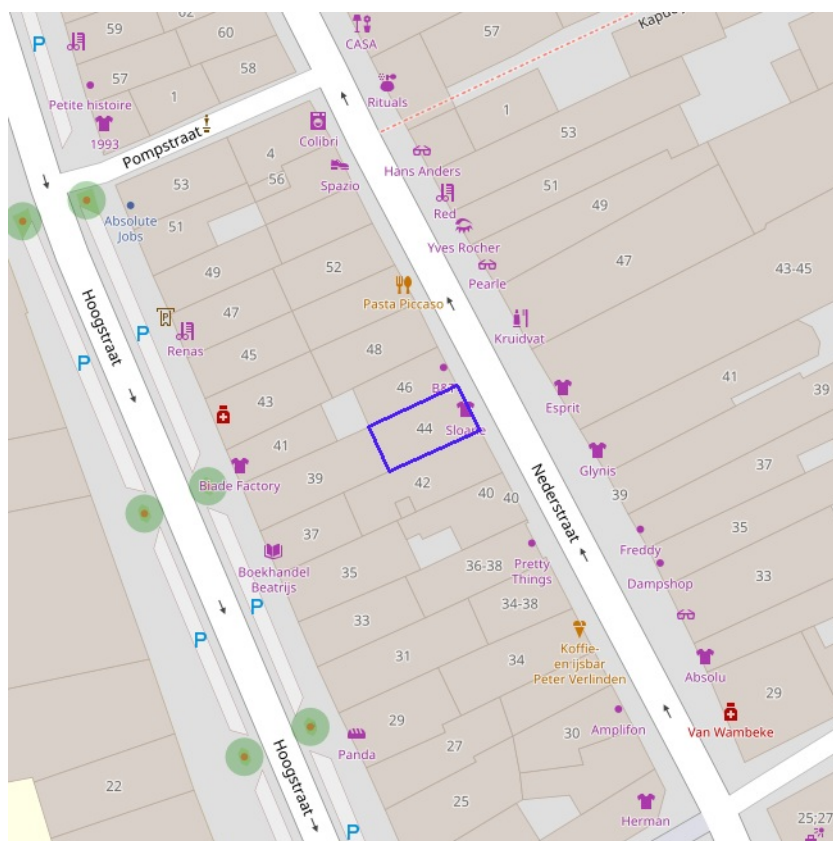 59
62
60
CASA
57
Kapu
P
58
57
Petite histoire
1
Rituals
1
1993
Pompstraat
Colibri
53
4
Hans Anders
Spazio
56
53
51
Red
49
Absolute
Jobs
51
Yves Rocher
47
52
Pearle
43-45
49
Pasta Piccaso
Hoogstraat
47
P
Renas
P
Kruidvat
P
45
48
46
B&T
41
39
43
Esprit
44
Sloane
41
Glynis
39
42
37
Biade Factory
40
40
39
Nederstraat
37
35
Freddy
Boekhandel
Beatrijs
35
36-38
Pretty
Things
Dampshop
33
P
34-38
33
P
31
34
Koffie-
en ijsbar
Peter Verlinden
Absolu
29
29
Amplifon
Van Wambeke
Panda
27
30
Hoogstraat
22
25
Herman
25;27
P